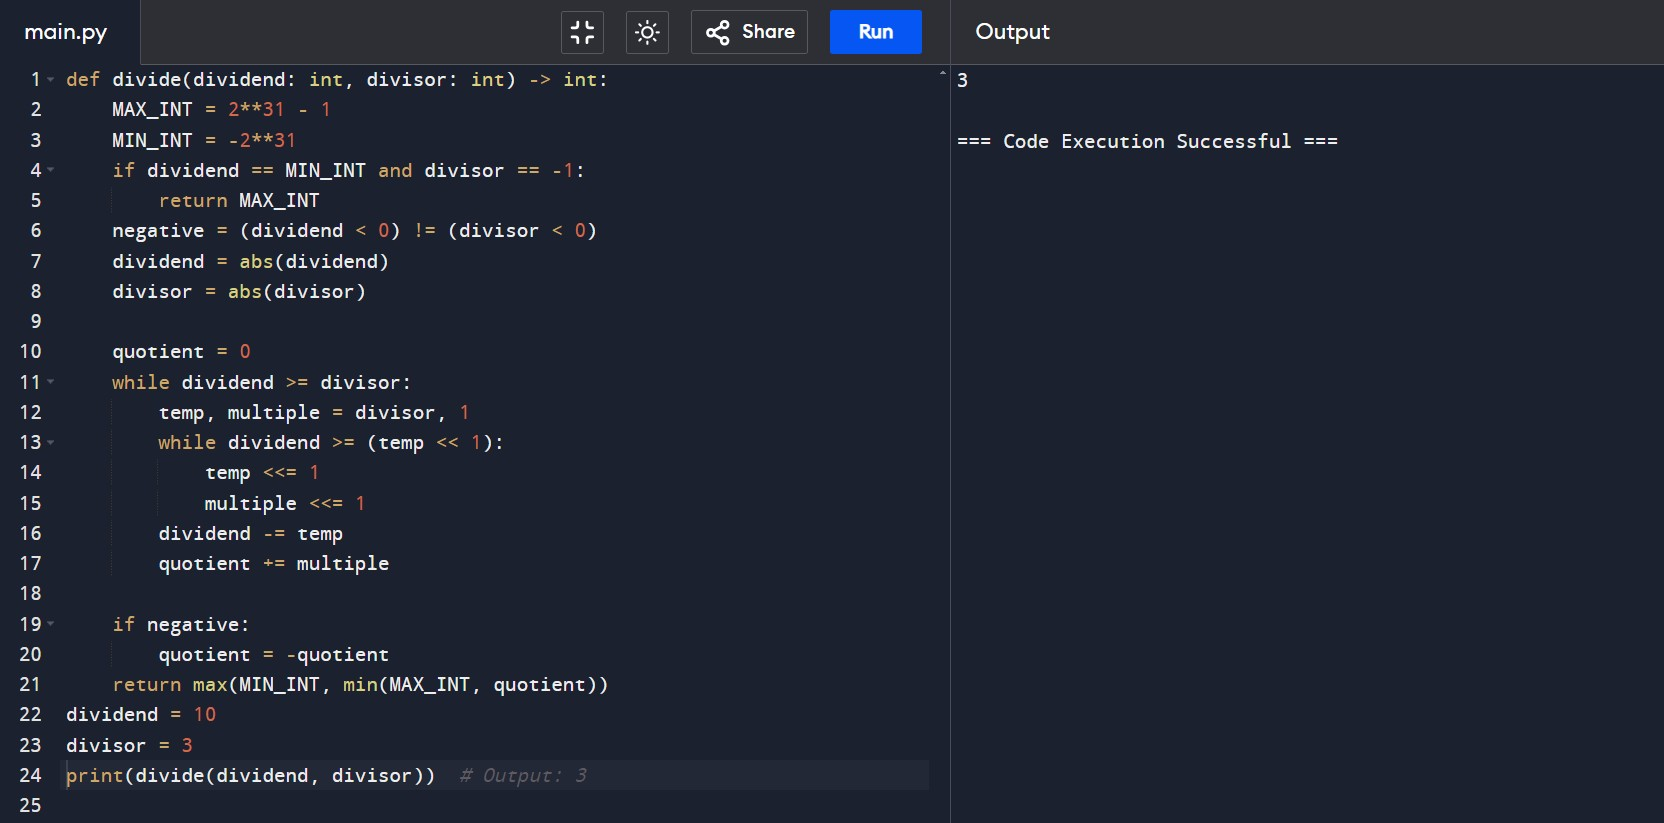 main.py
Share
Run
Output
1 def divide(dividend: int, divisor: int) -> int:
2     MAX_INT = 2**31 - 1
3     MIN_INT = -2**31
4     if dividend == MIN_INT and divisor == -1:
5         return MAX_INT
6     negative = (dividend < 0) != (divisor < 0)
7     dividend = abs(dividend)
8     divisor = abs(divisor)
9
10     quotient = 0
11     while dividend >= divisor:
12         temp, multiple = divisor, 1
13         while dividend >= (temp << 1):
14             temp <<= 1
15             multiple <<= 1
16         dividend -= temp
17         quotient += multiple
18
19     if negative:
20         quotient = -quotient
21     return max(MIN_INT, min(MAX_INT, quotient))
22 dividend = 10
23 divisor = 3
24 print(divide(dividend, divisor))  # Output: 3
25
3
=== Code Execution Successful ===